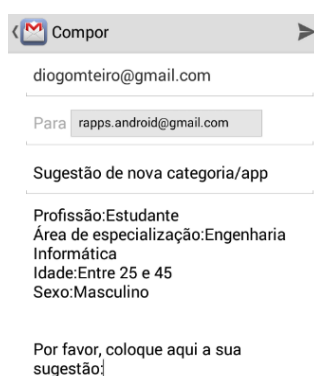 Compor
diogomteiro@gmail.com
Para rapps.android@gmail.com
Sugestão de nova categoria/app
Profissão:Estudante
Área de especialização:Engenharia
Informática
Idade:Entre 25 e 45
Sexo:Masculino
Por favor, coloque aqui a sua
sugestão: